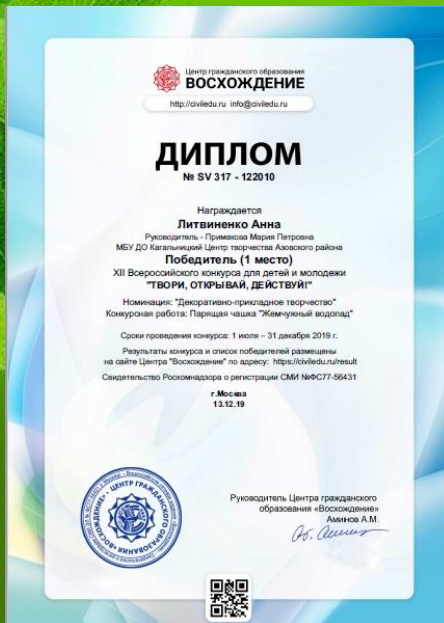 Центр гражданского образования
ВОСХОЖДЕНИЕ
http://civiledu.ru info@civiledu.ru
ДИПЛОМ
№ SV 317 - 122010
Награждается
Литвиненко Анна
Руководитель - Примакова Мария Петровна
МБУ ДО Кагальницкий Центр творчества Азовского района
Победитель (1 место)
XII Всероссийского конкурса для детей и молодежи
"ТВОРИ, ОТКРЫВАЙ, ДЕЙСТВУЙ!"
Номинация: "Декоративно-прикладное творчество"
Конкурсная работа: Парящая чашка "Жемчужный водопад"
Сроки проведения конкурса: 1 июля – 31 декабря 2019 г.
Результаты конкурса и список победителей размещены
на сайте Центра "Восхождение" по адресу: https://civiledu.ru/result
Свидетельство Роскомнадзора о регистрации СМИ №ФС77-56431
г.Москва
13.12.19
Руководитель Центра гражданского
образования «Восхождение»
Аминов А.М.
ЦЕНТР ГРАЖДАНСКОГО ОБРАЗОВАНИЯ «ВОСХОЖДЕНИЕ»